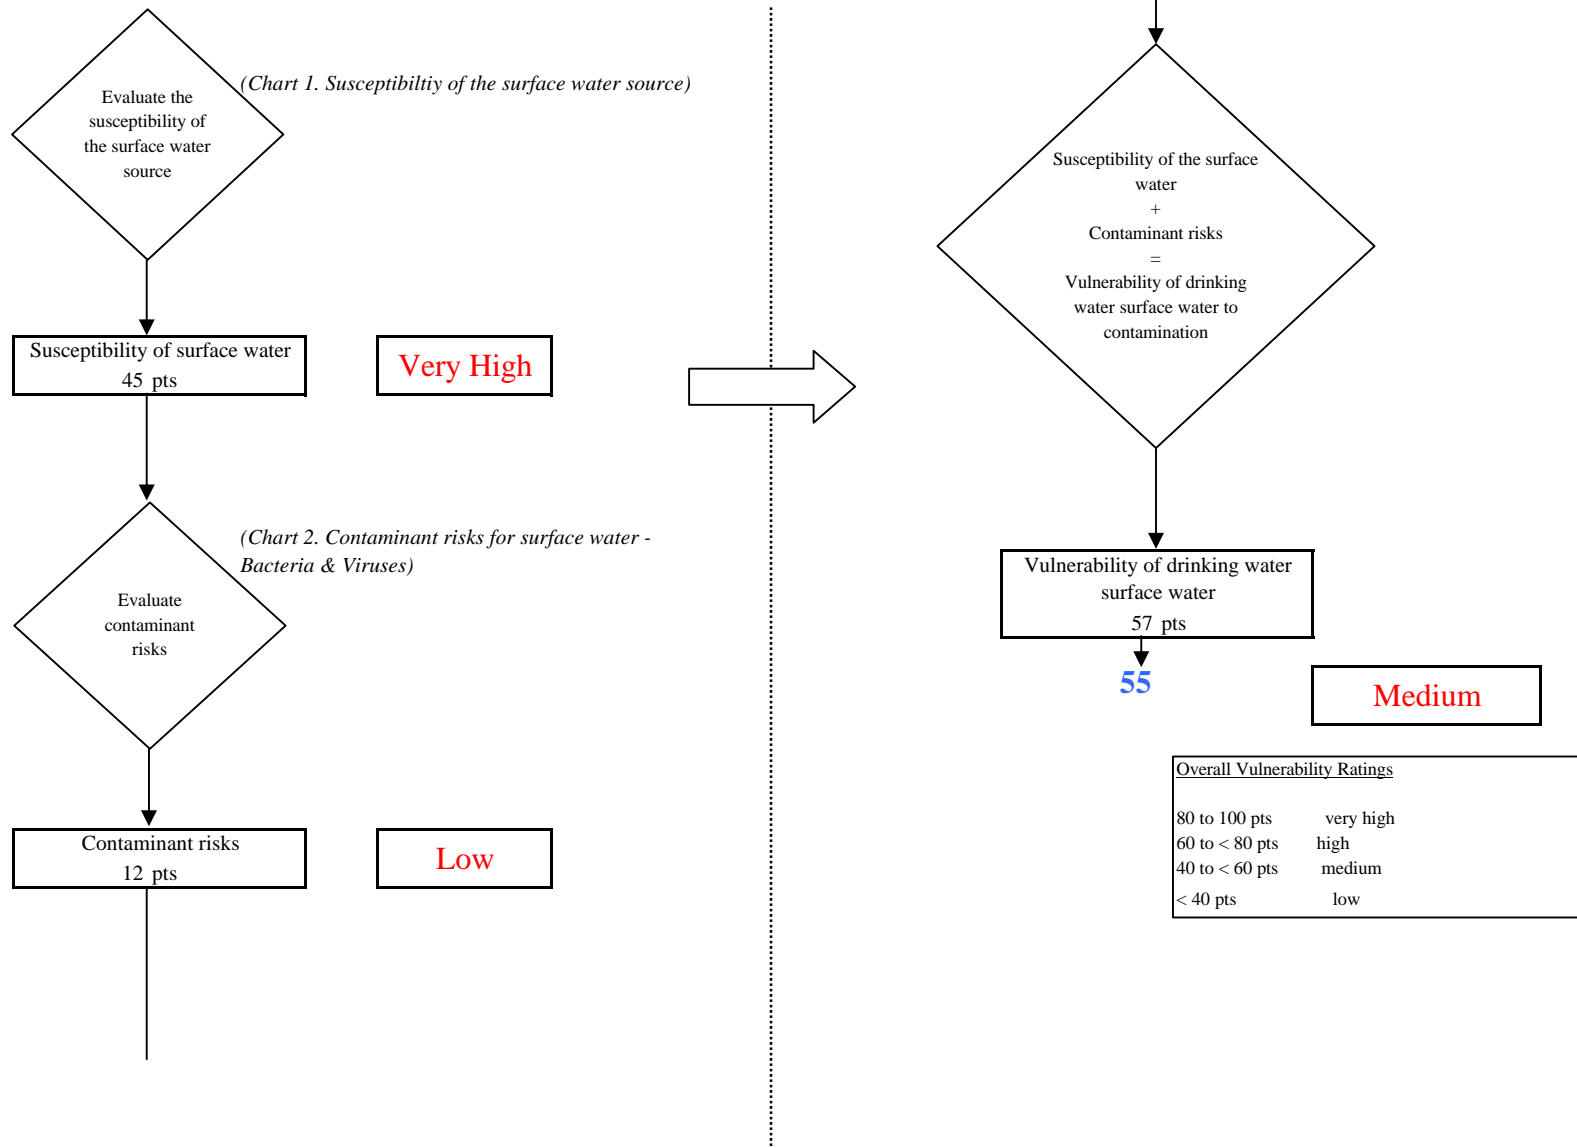 Evaluate the
susceptibility of
the surface water
source
(Chart 1. Susceptibiltiy of the surface water source)
Susceptibility of surface water
45 pts
Very High
Evaluate
contaminant
risks
(Chart 2. Contaminant risks for surface water -
Bacteria & Viruses)
Contaminant risks
12 pts
Low
Susceptibility of the surface
water
+
Contaminant risks
=
Vulnerability of drinking
water surface water to
contamination
Vulnerability of drinking water
surface water
57 pts
55
Medium
Overall Vulnerability Ratings
80 to 100 pts very high
60 to < 80 pts high
40 to < 60 pts medium
< 40 pts low